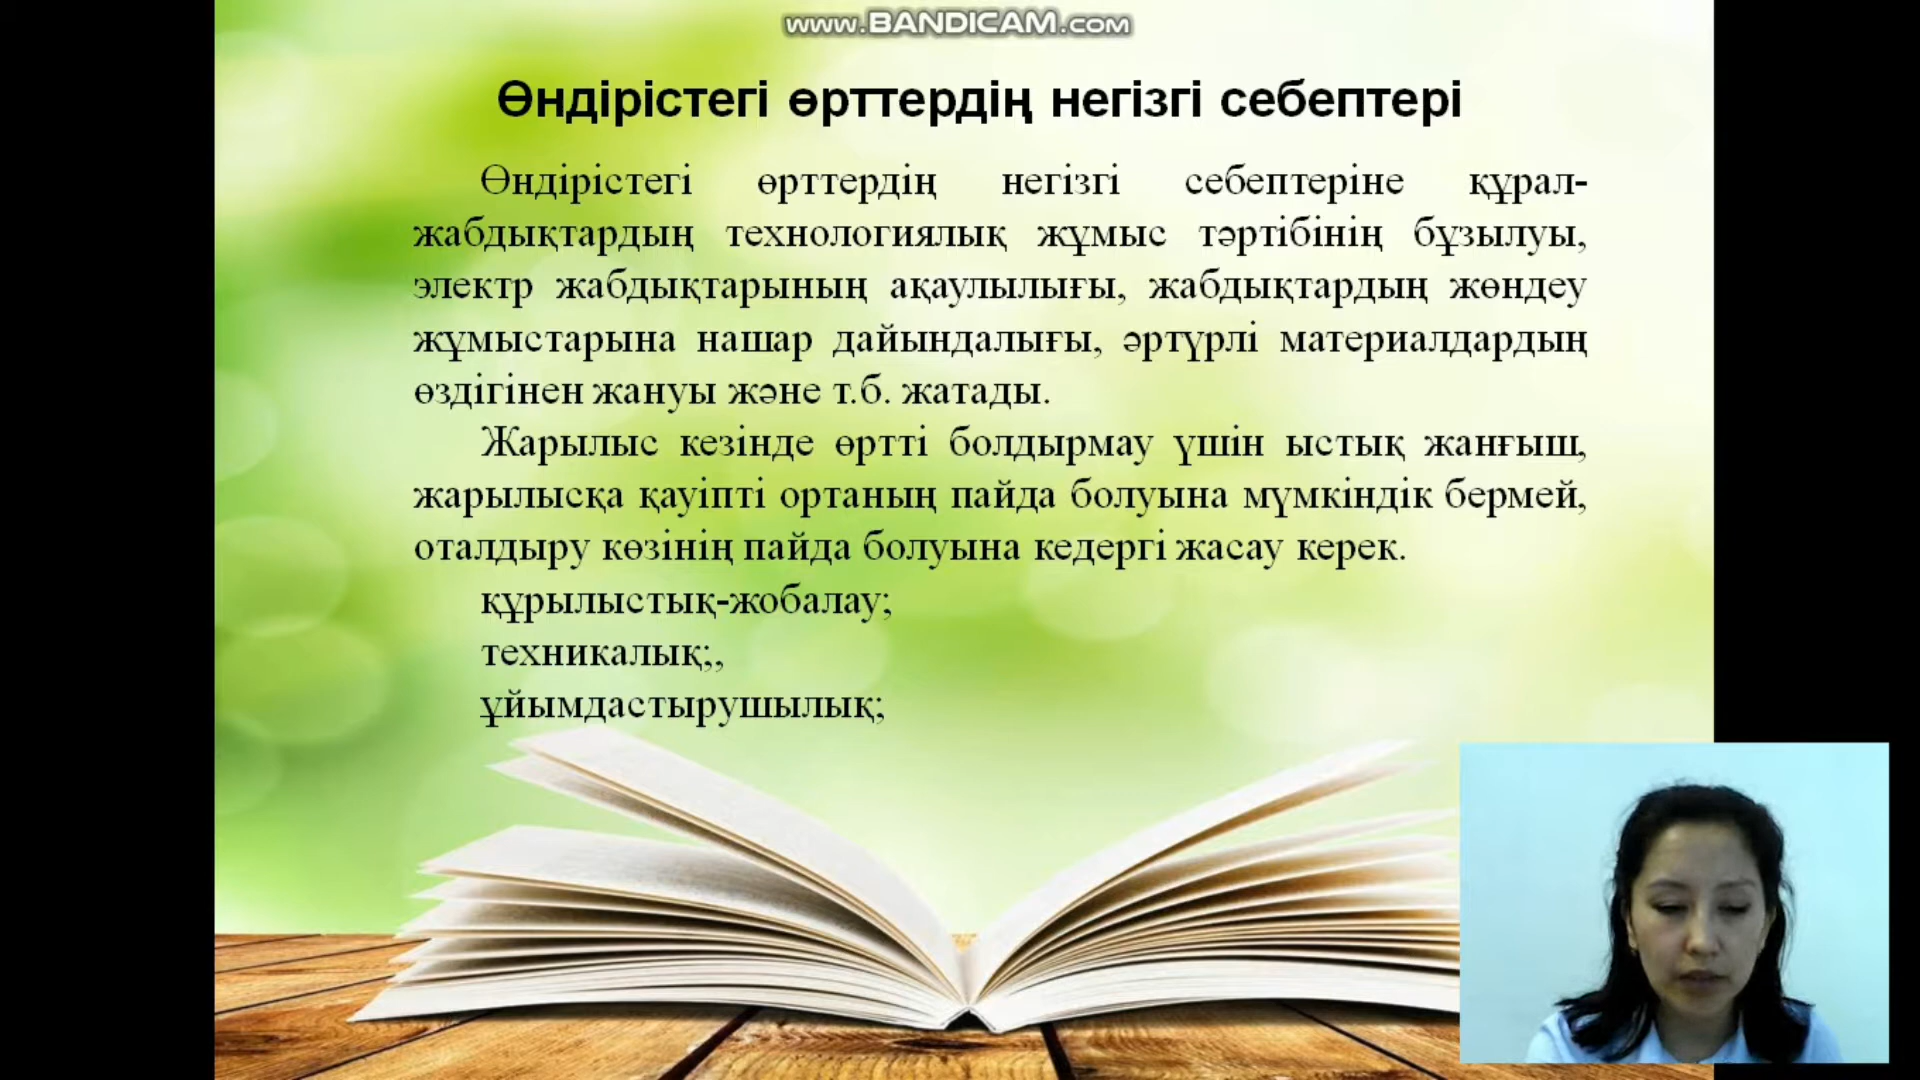 www.BANDICAM.com
Өндірістегі өрттердің негізгі себептері
Өндірістегі өрттердің негізгі себептеріне құрал-
жабдықтардың технологиялық жұмыс тәртібінің бұзылуы,
электр жабдықтарының ақаулылығы, жабдықтардың жөндеу
жұмыстарына нашар дайындалығы, әртүрлі материалдардың
өздігінен жануы және т.б. жатады.
Жарылыс кезінде өртті болдырмау үшін ыстық жанғыш,
жарылысқа қауіпті ортаның пайда болуына мүмкіндік бермей,
оталдыру көзінің пайда болуына кедергі жасау керек.
құрылыстық-жобалау;
техникалық;,
ұйымдастырушылық;